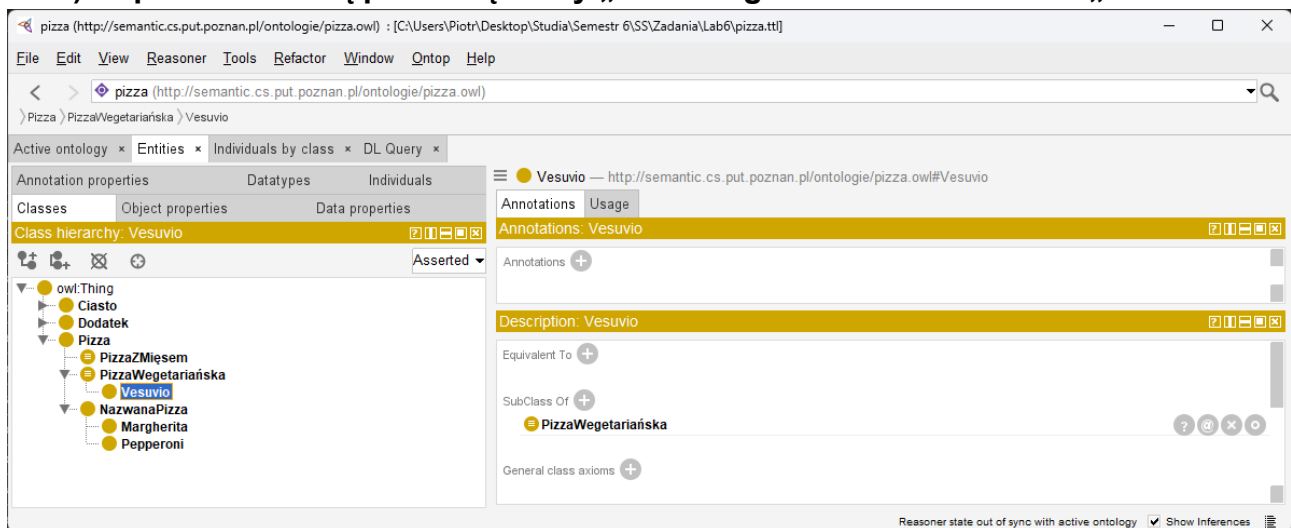 pizza (http://semantic.cs.put.poznan.pl/ontologie/pizza.owl) : [C:\Users\Piotr\Desktop\Studia\Semestr 6\SS\Zadania\Lab6\pizza.ttl]
File Edit View Reasoner Tools Refactor Window Ontop Help
pizza (http://semantic.cs.put.poznan.pl/ontologie/pizza.owl)
Pizza PizzaWegetariańska Vesuvio
Active ontology × Entities × Individuals by class × DL Query ×
Annotation properties Datatypes Individuals
Classes Object properties Data properties
Class hierarchy: Vesuvio
Asserted
owl:Thing
Ciasto
Dodatek
Pizza
PizzaZMięsem
PizzaWegetariańska
Vesuvio
NazwanaPizza
Margherita
Pepperoni
Vesuvio — http://semantic.cs.put.poznan.pl/ontologie/pizza.owl#Vesuvio
Annotations Usage
Annotations: Vesuvio
Annotations
Description: Vesuvio
Equivalent To
SubClass Of
PizzaWegetariańska
General class axioms
Reasoner state out of sync with active ontology Show Inferences